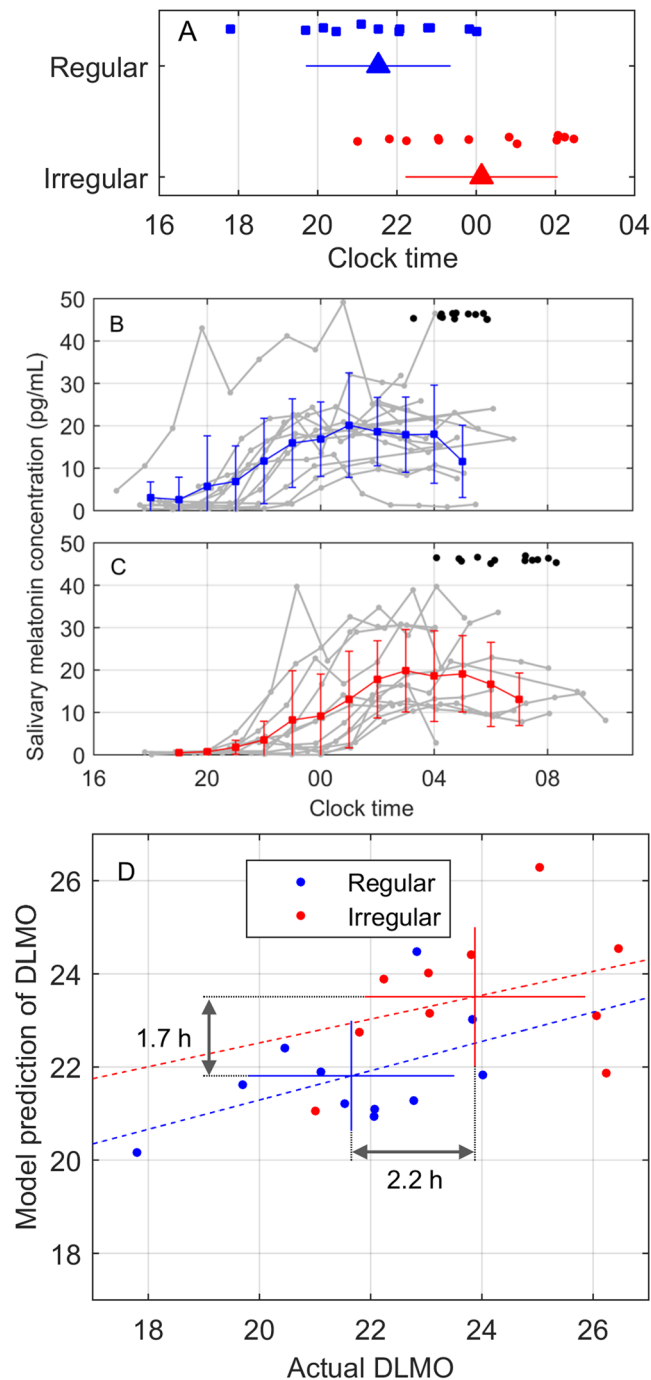 A
Regular
Irregular
16 18 20 22 00 02 04
Clock time
Salivary melatonin concentration (pg/mL)
B
50
40
30
20
10
0
C
50
40
30
20
10
0
16 20 00 04 08
Clock time
Model prediction of DLMO
D
Regular
Irregular
26
24
1.7 h
22
20
2.2 h
18
18 20 22 24 26
Actual DLMO